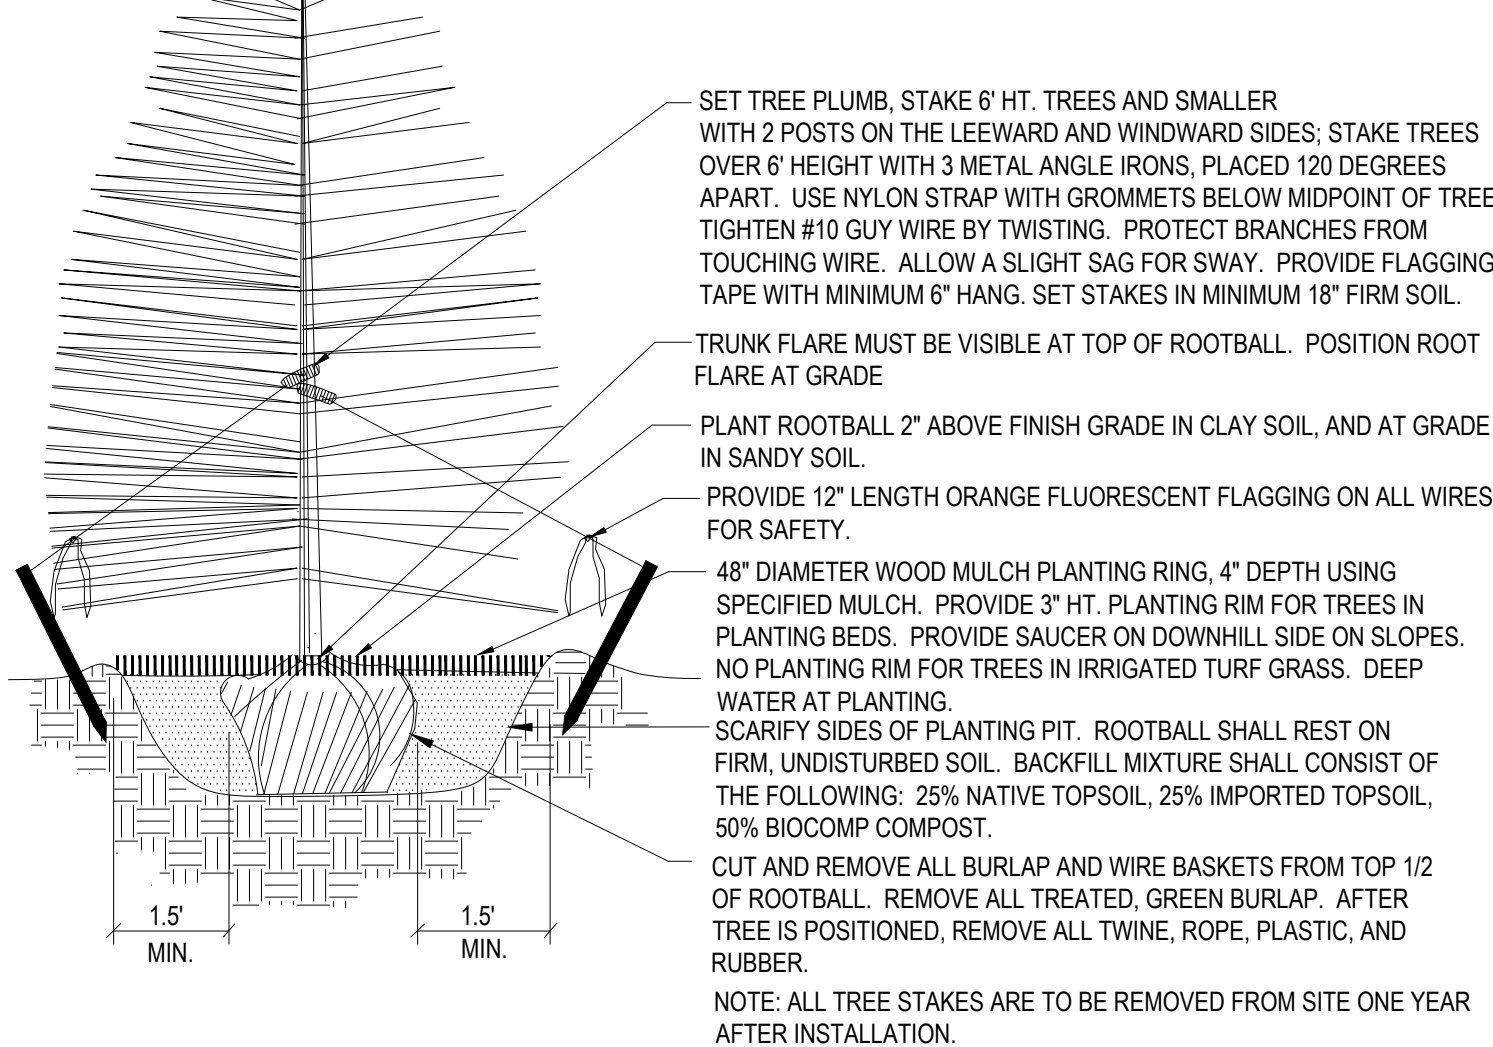 SET TREE PLUMB, STAKE 6' HT. TREES AND SMALLER
WITH 2 POSTS ON THE LEEWARD AND WINDWARD SIDES; STAKE TREES
OVER 6' HEIGHT WITH 3 METAL ANGLE IRONS, PLACED 120 DEGREES
APART. USE NYLON STRAP WITH GROMMETS BELOW MIDPOINT OF TREE
TIGHTEN #10 GUY WIRE BY TWISTING. PROTECT BRANCHES FROM
TOUCHING WIRE. ALLOW A SLIGHT SAG FOR SWAY. PROVIDE FLAGGING
TAPE WITH MINIMUM 6" HANG. SET STAKES IN MINIMUM 18" FIRM SOIL.
TRUNK FLARE MUST BE VISIBLE AT TOP OF ROOTBALL. POSITION ROOT
FLARE AT GRADE
PLANT ROOTBALL 2" ABOVE FINISH GRADE IN CLAY SOIL, AND AT GRADE
IN SANDY SOIL.
PROVIDE 12" LENGTH ORANGE FLUORESCENT FLAGGING ON ALL WIRES
FOR SAFETY.
48" DIAMETER WOOD MULCH PLANTING RING, 4" DEPTH USING
SPECIFIED MULCH. PROVIDE 3" HT. PLANTING RIM FOR TREES IN
PLANTING BEDS. PROVIDE SAUCER ON DOWNHILL SIDE ON SLOPES.
NO PLANTING RIM FOR TREES IN IRRIGATED TURF GRASS. DEEP
WATER AT PLANTING.
SCARIFY SIDES OF PLANTING PIT. ROOTBALL SHALL REST ON
FIRM, UNDISTURBED SOIL. BACKFILL MIXTURE SHALL CONSIST OF
THE FOLLOWING: 25% NATIVE TOPSOIL, 25% IMPORTED TOPSOIL,
50% BIOCOMP COMPOST.
CUT AND REMOVE ALL BURLAP AND WIRE BASKETS FROM TOP 1/2
OF ROOTBALL. REMOVE ALL TREATED, GREEN BURLAP. AFTER
TREE IS POSITIONED, REMOVE ALL TWINE, ROPE, PLASTIC, AND
RUBBER.
NOTE: ALL TREE STAKES ARE TO BE REMOVED FROM SITE ONE YEAR
AFTER INSTALLATION.
1.5'
MIN.
1.5'
MIN.